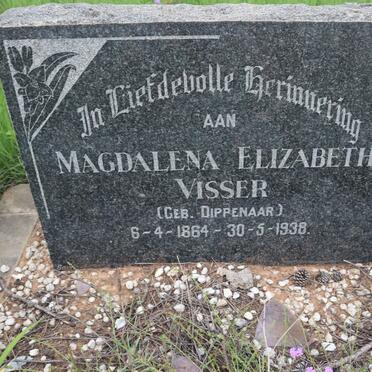 In Liefdevolle Herinnering
AAN
MAGDALENA ELIZABETH
VISSER
(GEB. DIPPENAAR)
6-4-1864 - 30-5-1938.